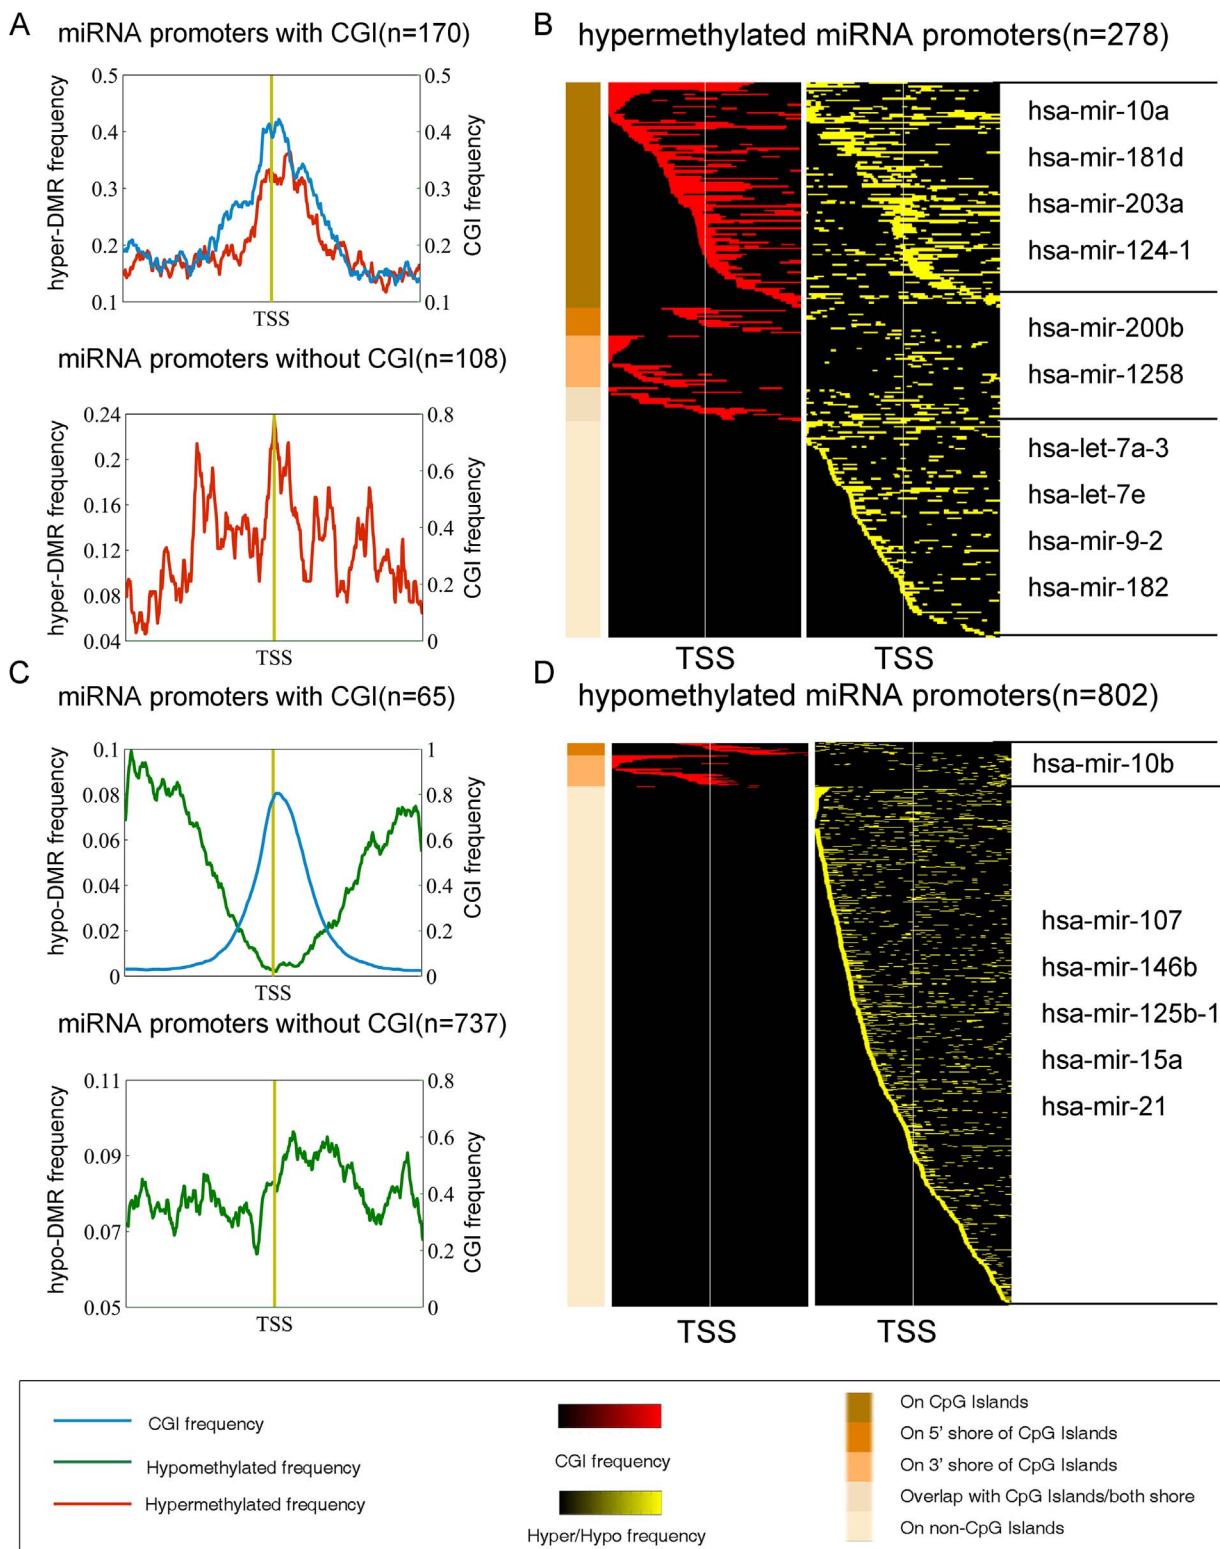 A
miRNA promoters with CGI(n=170)
0.5
0.4
0.3
0.2
0.1
hyper-DMR frequency
0.5
0.4
0.3
0.2
0.1
CGI frequency
TSS
miRNA promoters without CGI(n=108)
0.24
0.2
0.16
0.12
0.08
0.04
hyper-DMR frequency
0.8
0.6
0.4
0.2
0
CGI frequency
TSS
B
hypermethylated miRNA promoters(n=278)
hsa-mir-10a
hsa-mir-181d
hsa-mir-203a
hsa-mir-124-1
hsa-mir-200b
hsa-mir-1258
hsa-let-7a-3
hsa-let-7e
hsa-mir-9-2
hsa-mir-182
TSS
TSS
C
miRNA promoters with CGI(n=65)
0.1
0.08
0.06
0.04
0.02
0
hypo-DMR frequency
1
0.8
0.6
0.4
0.2
0
CGI frequency
TSS
miRNA promoters without CGI(n=737)
0.11
0.09
0.07
0.05
hypo-DMR frequency
0.8
0.6
0.4
0.2
0
CGI frequency
TSS
D
hypomethylated miRNA promoters(n=802)
hsa-mir-10b
hsa-mir-107
hsa-mir-146b
hsa-mir-125b-1
hsa-mir-15a
hsa-mir-21
TSS
TSS
CGI frequency
Hypomethylated frequency
Hypermethylated frequency
CGI frequency
Hyper/Hypo frequency
On CpG Islands
On 5' shore of CpG Islands
On 3' shore of CpG Islands
Overlap with CpG Islands/both shore
On non-CpG Islands